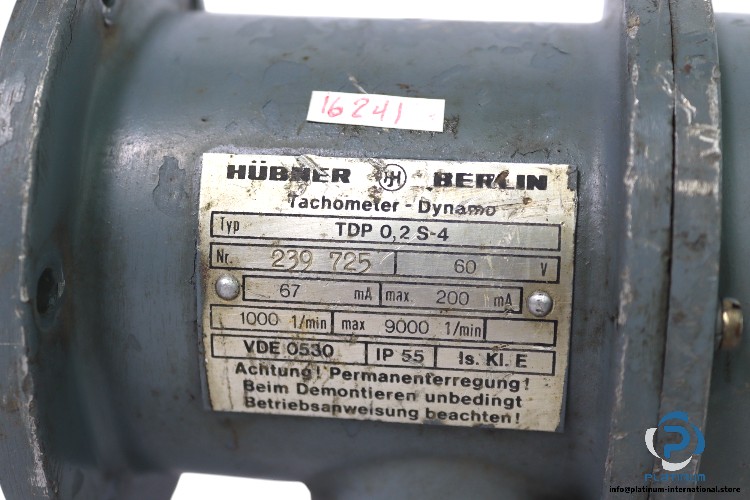 16241
HÜBNER BERLIN
Tachometer - Dynamo
Typ TDP 0,2 S-4
Nr. 239 725 60 V
67 mA max. 200 mA
1000 1/min max 9000 1/min
VDE 0530 IP 55 Is. Kl. E
Achtung! Permanenterregung!
Beim Demontieren unbedingt
Betriebsanweisung beachten!
PLATINUM
info@platinum-international.store